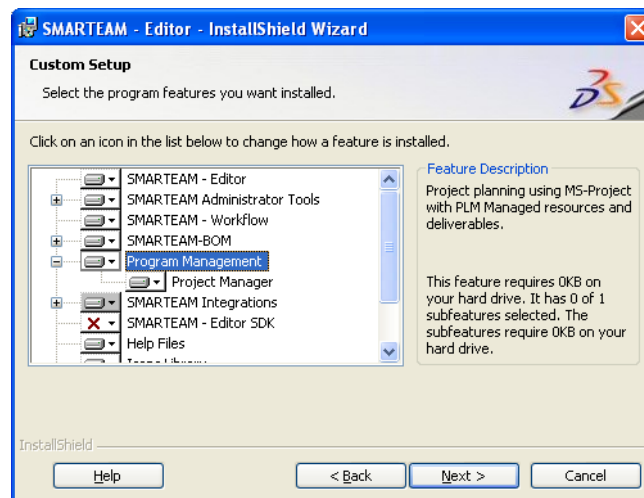 SMARTEAM - Editor - InstallShield Wizard
Custom Setup
Select the program features you want installed.
Click on an icon in the list below to change how a feature is installed.
SMARTEAM - Editor
SMARTEAM Administrator Tools
SMARTEAM - Workflow
SMARTEAM-BOM
Program Management
Project Manager
SMARTEAM Integrations
SMARTEAM - Editor SDK
Help Files
Feature Description
Project planning using MS-Project
with PLM Managed resources and
deliverables.
This feature requires 0KB on
your hard drive. It has 0 of 1
subfeatures selected. The
subfeatures require 0KB on your
hard drive.
InstallShield
Help
< Back
Next >
Cancel